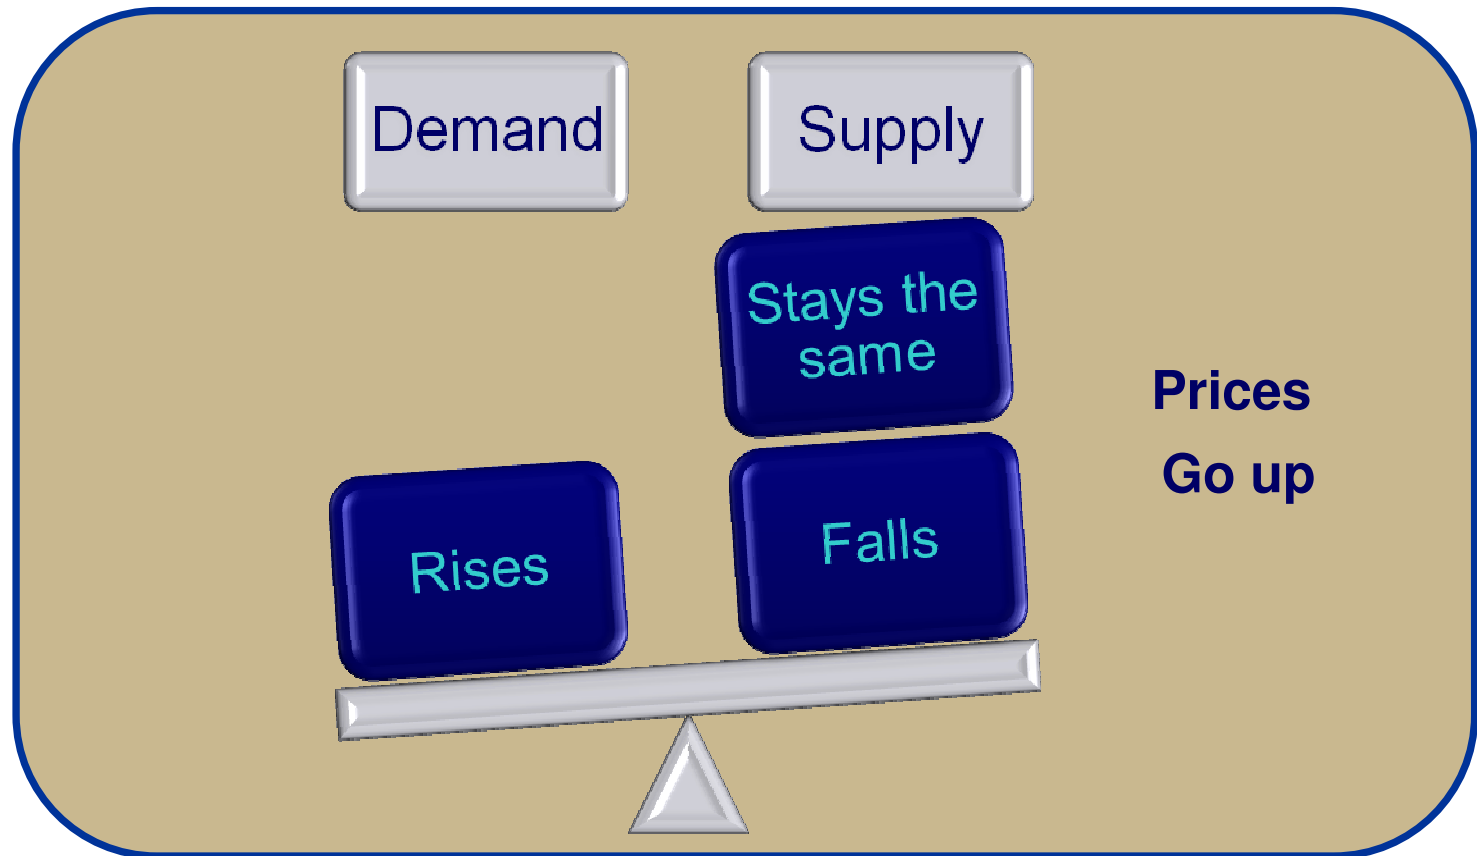 Demand
Supply
Stays the
same
Rises
Falls
Prices
Go up